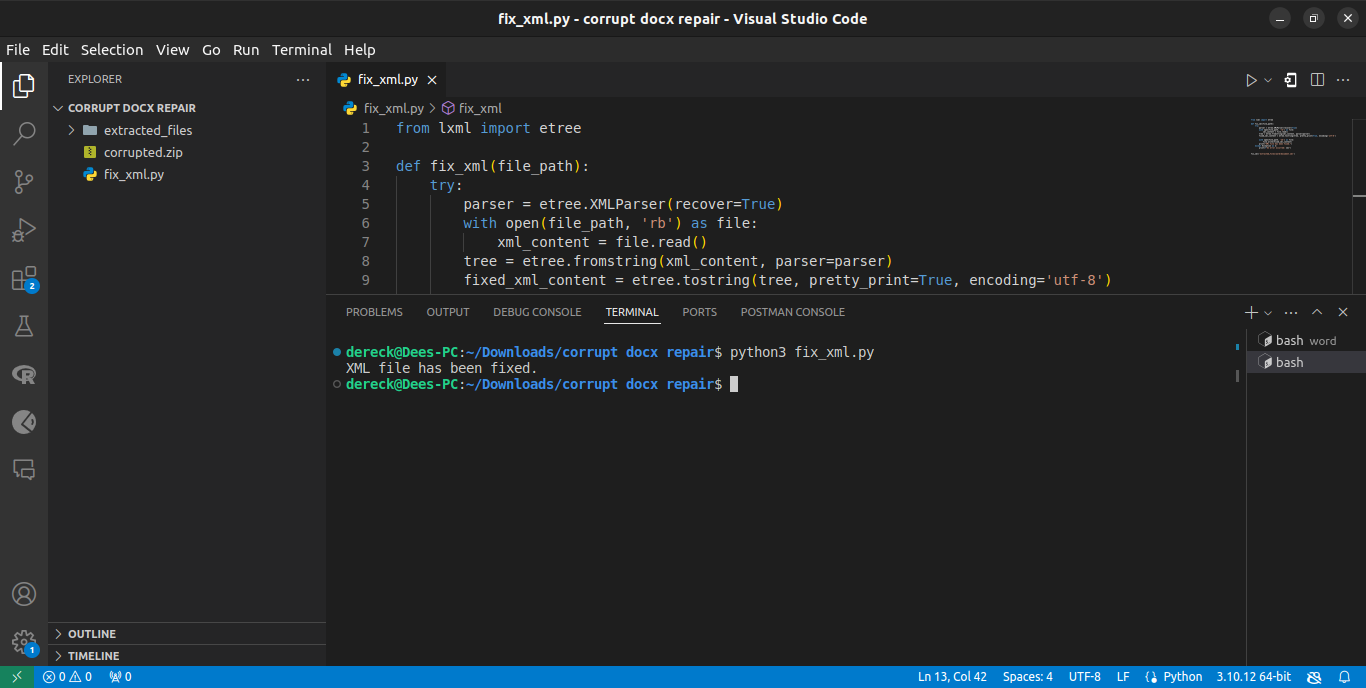 fix_xml.py - corrupt docx repair - Visual Studio Code
File Edit Selection View Go Run Terminal Help
EXPLORER
CORRUPT DOCX REPAIR
extracted_files
corrupted.zip
fix_xml.py
2
1
OUTLINE
TIMELINE
fix_xml.py
fix_xml.py > fix_xml
1 from lxml import etree
2
3 def fix_xml(file_path):
4 try:
5 parser = etree.XMLParser(recover=True)
6 with open(file_path, 'rb') as file:
7 xml_content = file.read()
8 tree = etree.fromstring(xml_content, parser=parser)
9 fixed_xml_content = etree.tostring(tree, pretty_print=True, encoding='utf-8')
PROBLEMS OUTPUT DEBUG CONSOLE TERMINAL PORTS POSTMAN CONSOLE
dereck@Dees-PC:~/Downloads/corrupt docx repair$ python3 fix_xml.py
XML file has been fixed.
dereck@Dees-PC:~/Downloads/corrupt docx repair$
bash word
bash
0 0 0 Ln 13, Col 42 Spaces: 4 UTF-8 LF Python 3.10.12 64-bit